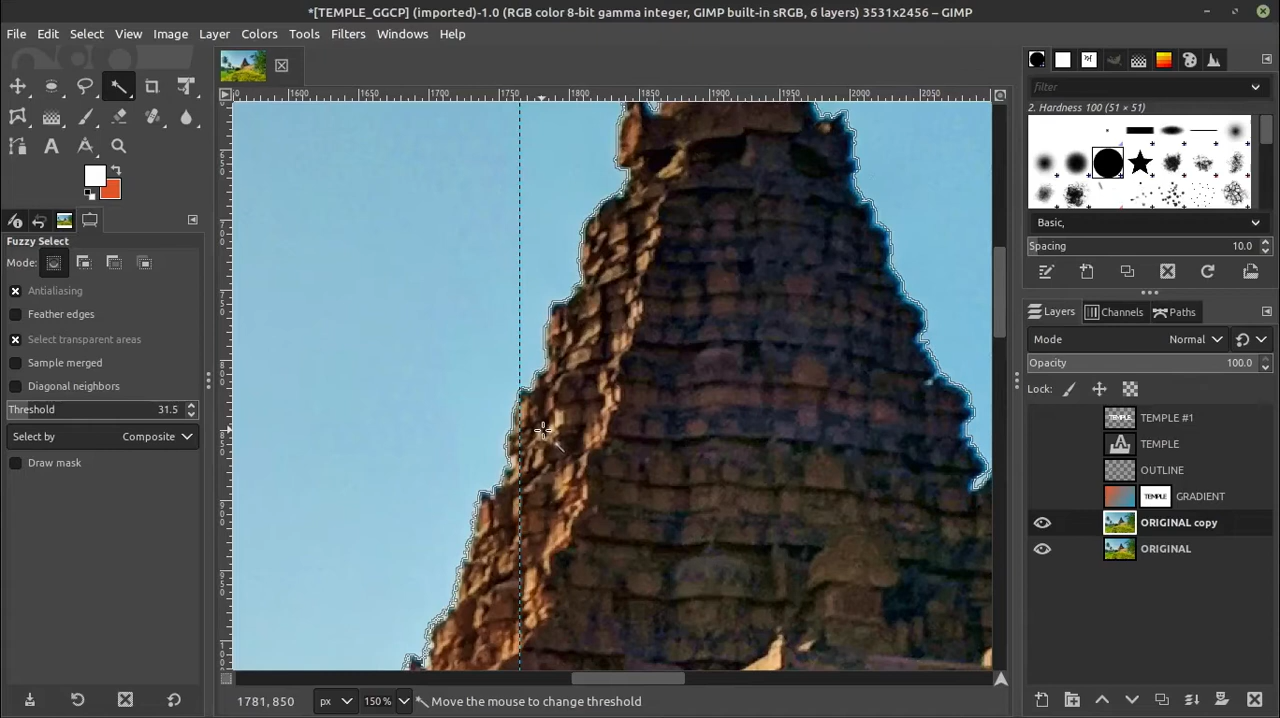 *[TEMPLE_GGCP] (imported)-1.0 (RGB color 8-bit gamma integer, GIMP built-in sRGB, 6 layers) 3531x2456 – GIMP
File Edit Select View Image Layer Colors Tools Filters Windows Help
1600 1650 1700 1750 1800 1850 1900 1950 2000 2050
filter
2. Hardness 100 (51 × 51)
Basic,
Spacing 10.0
Fuzzy Select
Mode:
Antialiasing
Feather edges
Select transparent areas
Sample merged
Diagonal neighbors
Threshold 31.5
Select by Composite
Draw mask
Layers Channels Paths
Mode Normal
Opacity 100.0
Lock:
TEMPLE #1
TEMPLE
OUTLINE
TEMPLE GRADIENT
ORIGINAL copy
ORIGINAL
1781, 850 px 150 % Move the mouse to change threshold